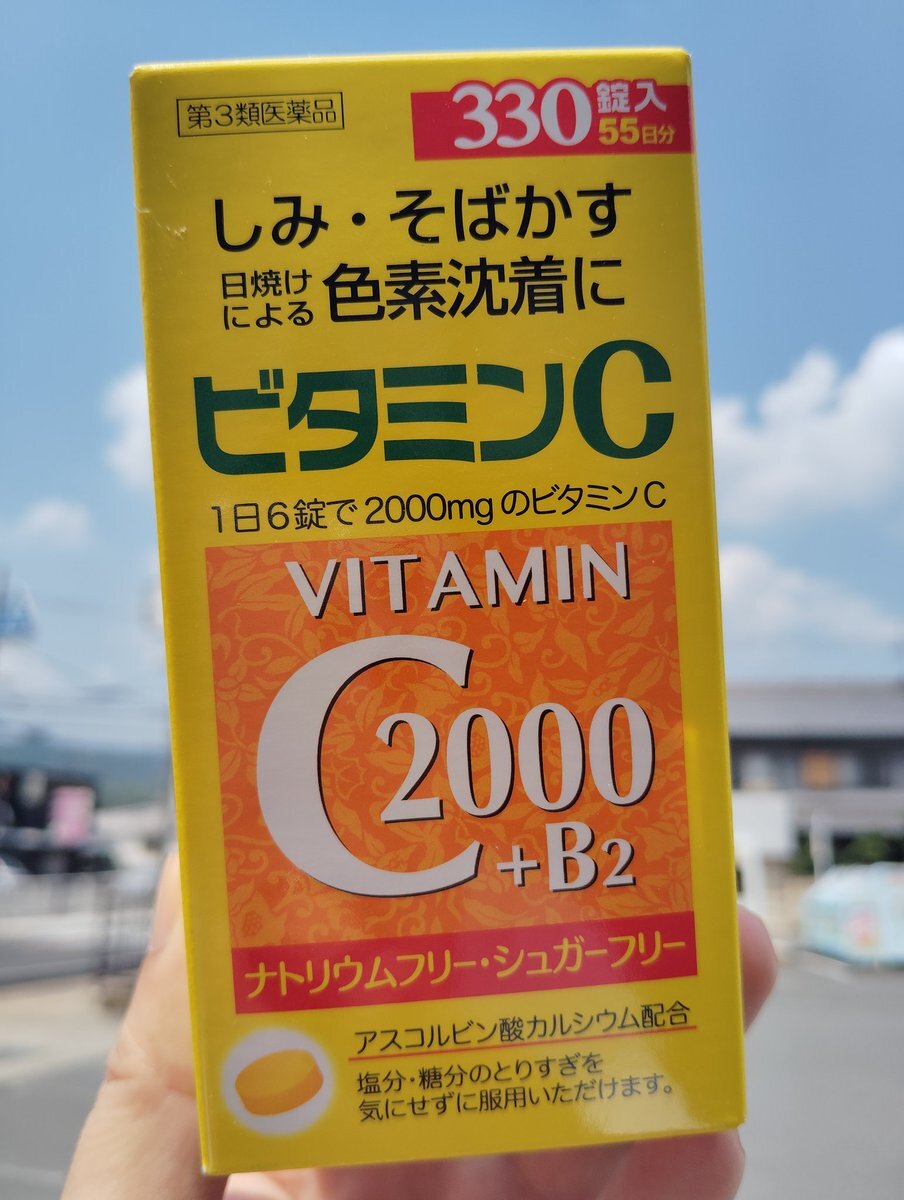 第3類医薬品
330錠入
55日分
しみ・そばかす
日焼けによる色素沈着に
ビタミンC
1日6錠で2000mgのビタミンC
VITAMIN
C2000
+B2
ナトリウムフリー・シュガーフリー
アスコルビン酸カルシウム配合
塩分・糖分のとりすぎを
気にせずに服用いただけます。